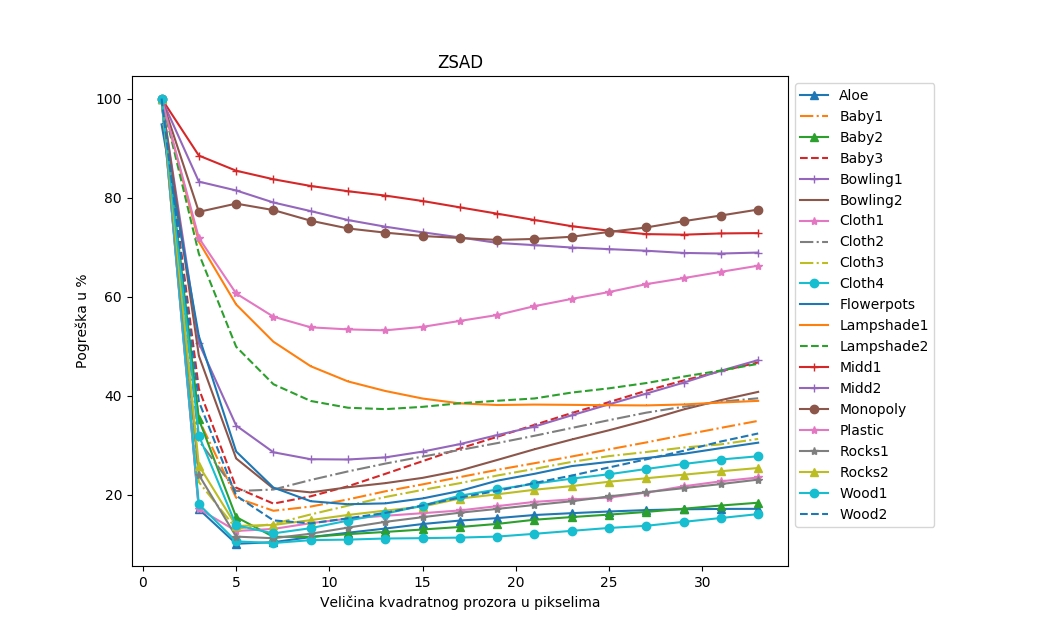 ZSAD
Pogreška u %
100
80
60
40
20
0
5
10
15
20
25
30
Veličina kvadratnog prozora u pikselima
Aloe
Baby1
Baby2
Baby3
Bowling1
Bowling2
Cloth1
Cloth2
Cloth3
Cloth4
Flowerpots
Lampshade1
Lampshade2
Midd1
Midd2
Monopoly
Plastic
Rocks1
Rocks2
Wood1
Wood2